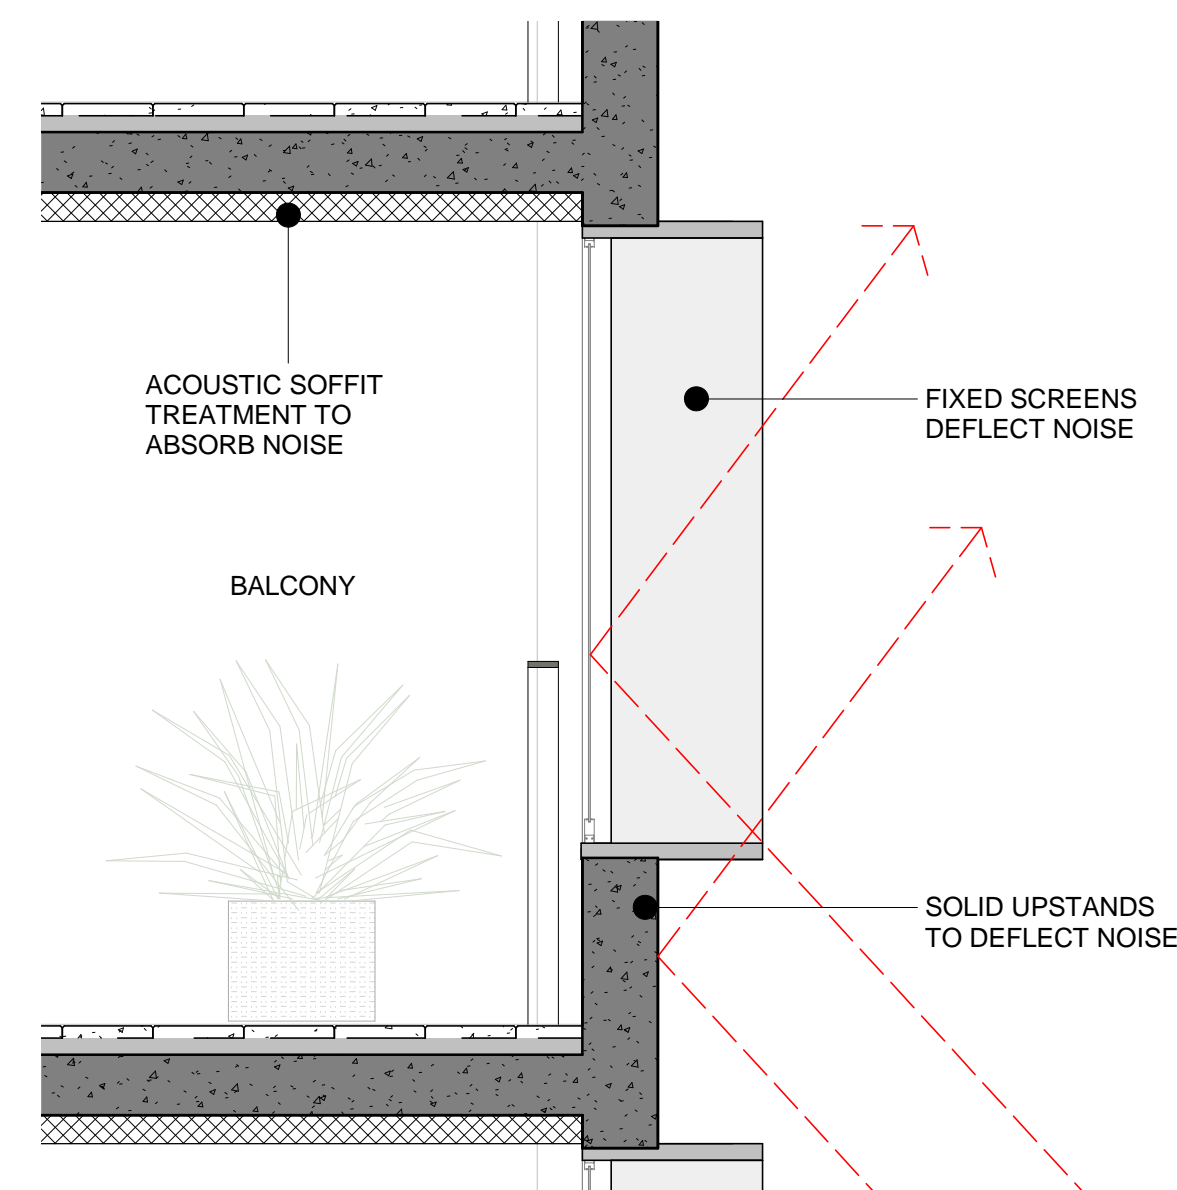 ACOUSTIC SOFFIT
TREATMENT TO
ABSORB NOISE
FIXED SCREENS
DEFLECT NOISE
BALCONY
SOLID UPSTANDS
TO DEFLECT NOISE